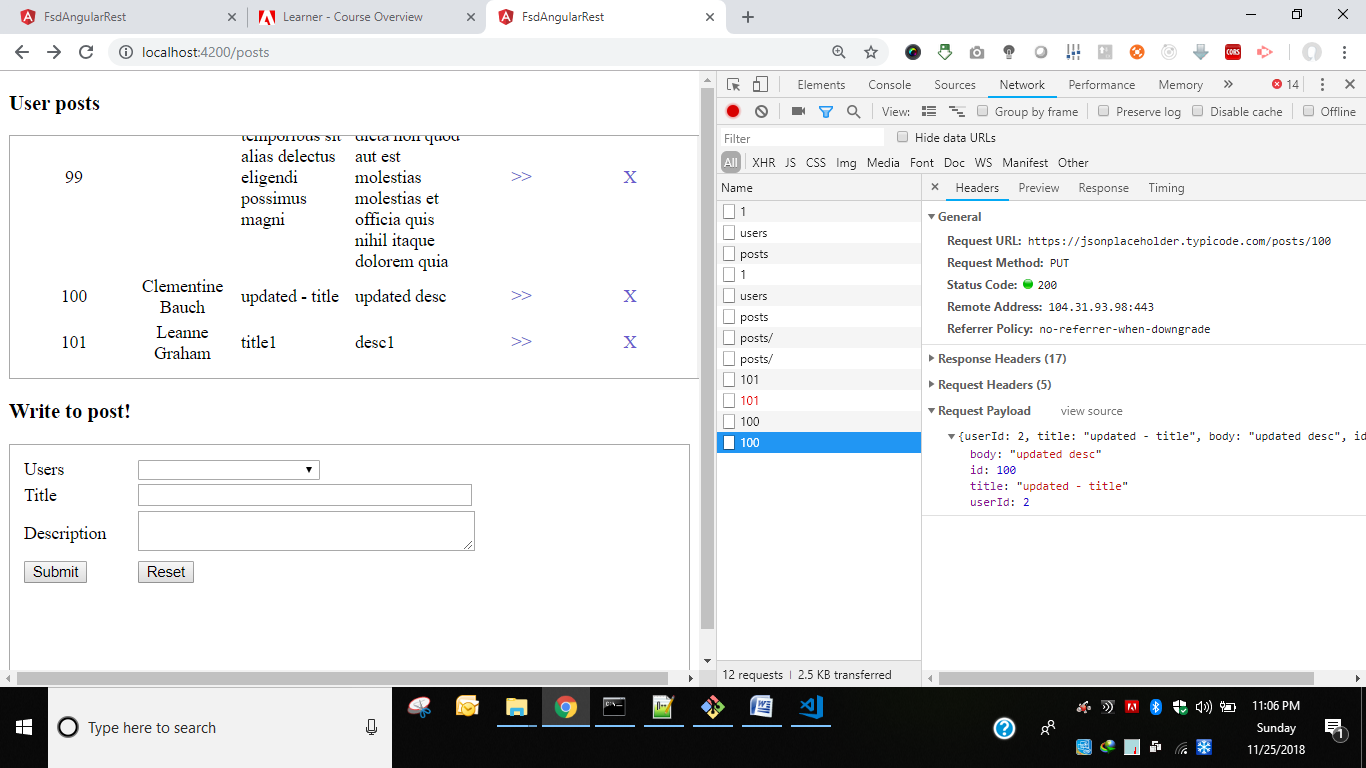 FsdAngularRest
Learner - Course Overview
FsdAngularRest
localhost:4200/posts
CORS
User posts
temporibus sit dicta non quod
alias delectus aut est
99 eligendi molestias >> X
possimus molestias et
magni officia quis
nihil itaque
dolorem quia
100 Clementine Bauch updated - title updated desc >> X
101 Leanne Graham title1 desc1 >> X
Write to post!
Users
Title
Description
Submit Reset
Elements Console Sources Network Performance Memory » 14
View: Group by frame Preserve log Disable cache Offline
Filter Hide data URLs
All XHR JS CSS Img Media Font Doc WS Manifest Other
Name
1
users
posts
1
users
posts
posts/
posts/
101
101
100
100
12 requests | 2.5 KB transferred
× Headers Preview Response Timing
General
Request URL: https://jsonplaceholder.typicode.com/posts/100
Request Method: PUT
Status Code: 200
Remote Address: 104.31.93.98:443
Referrer Policy: no-referrer-when-downgrade
Response Headers (17)
Request Headers (5)
Request Payload view source
{userId: 2, title: "updated - title", body: "updated desc", id
body: "updated desc"
id: 100
title: "updated - title"
userId: 2
Type here to search
11:06 PM
Sunday
11/25/2018
1